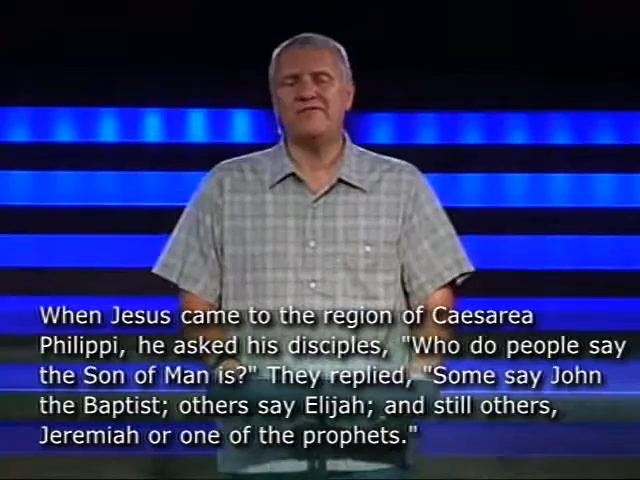 When Jesus came to the region of Caesarea
Philippi, he asked his disciples, "Who do people say
the Son of Man is?" They replied, "Some say John
the Baptist; others say Elijah; and still others,
Jeremiah or one of the prophets."